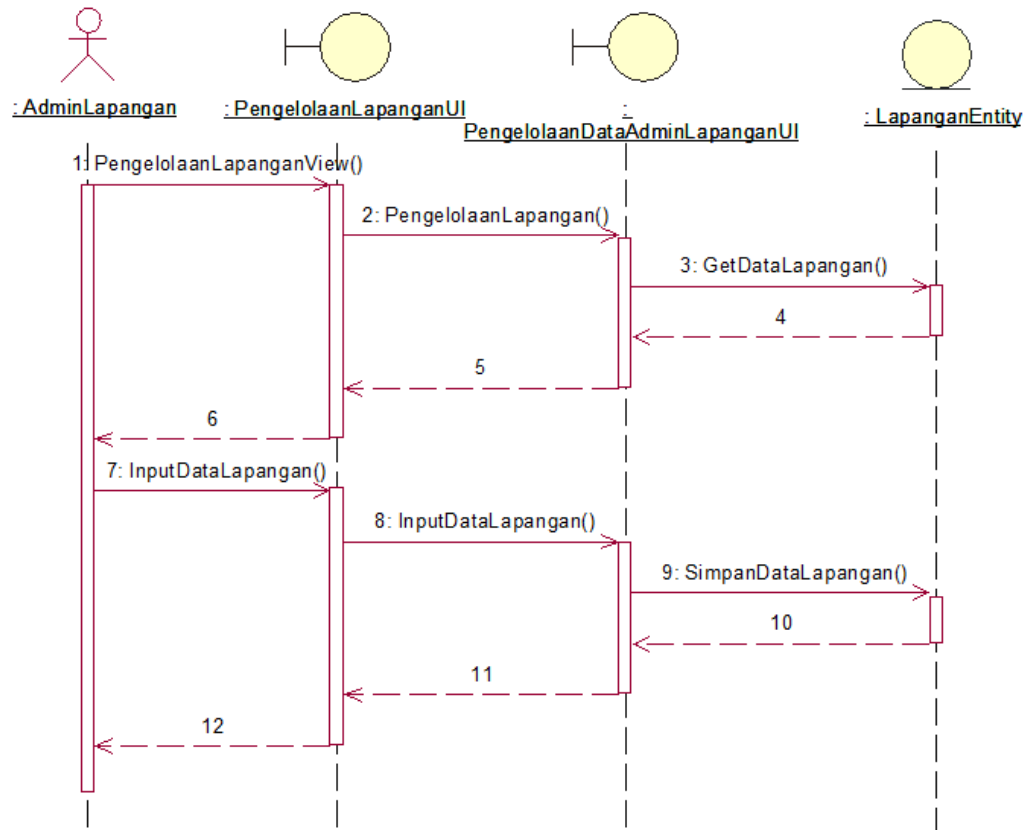 : AdminLapangan
: PengelolaanLapanganUI
:
PengelolaanDataAdminLapanganUI
: LapanganEntity
1: PengelolaanLapanganView()
2: PengelolaanLapangan()
3: GetDataLapangan()
4
5
6
7: InputDataLapangan()
8: InputDataLapangan()
9: SimpanDataLapangan()
10
11
12